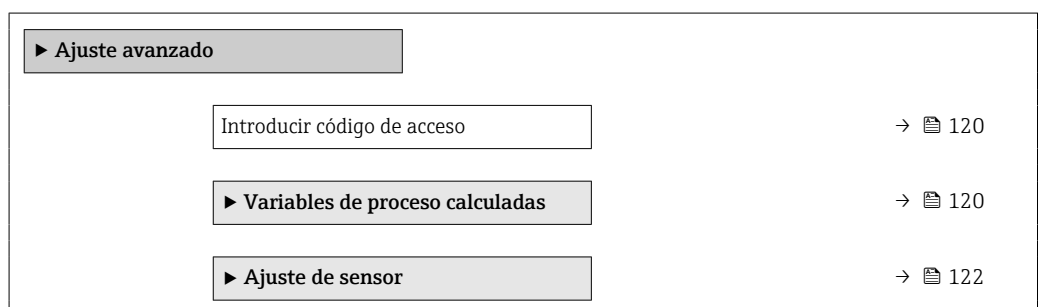 ▶ Ajuste avanzado
Introducir código de acceso → 120
▶ Variables de proceso calculadas → 120
▶ Ajuste de sensor → 122